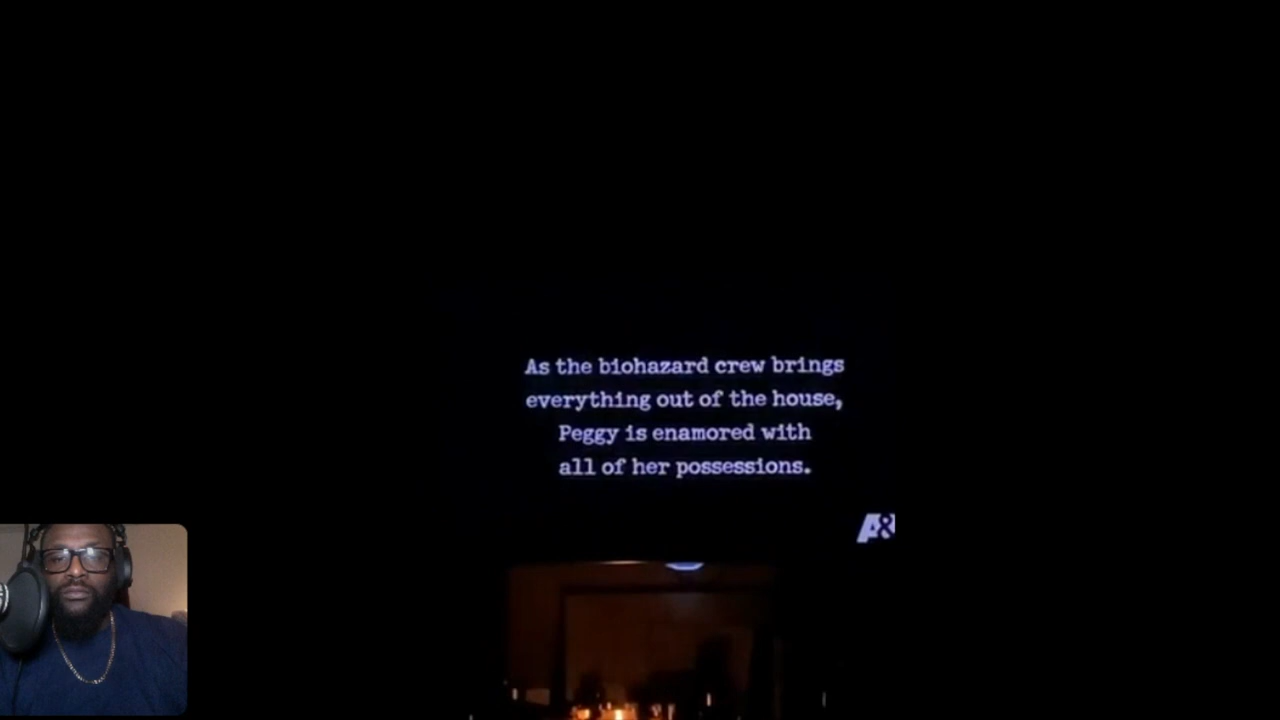 As the biohazard crew brings
everything out of the house,
Peggy is enamored with
all of her possessions.
A&